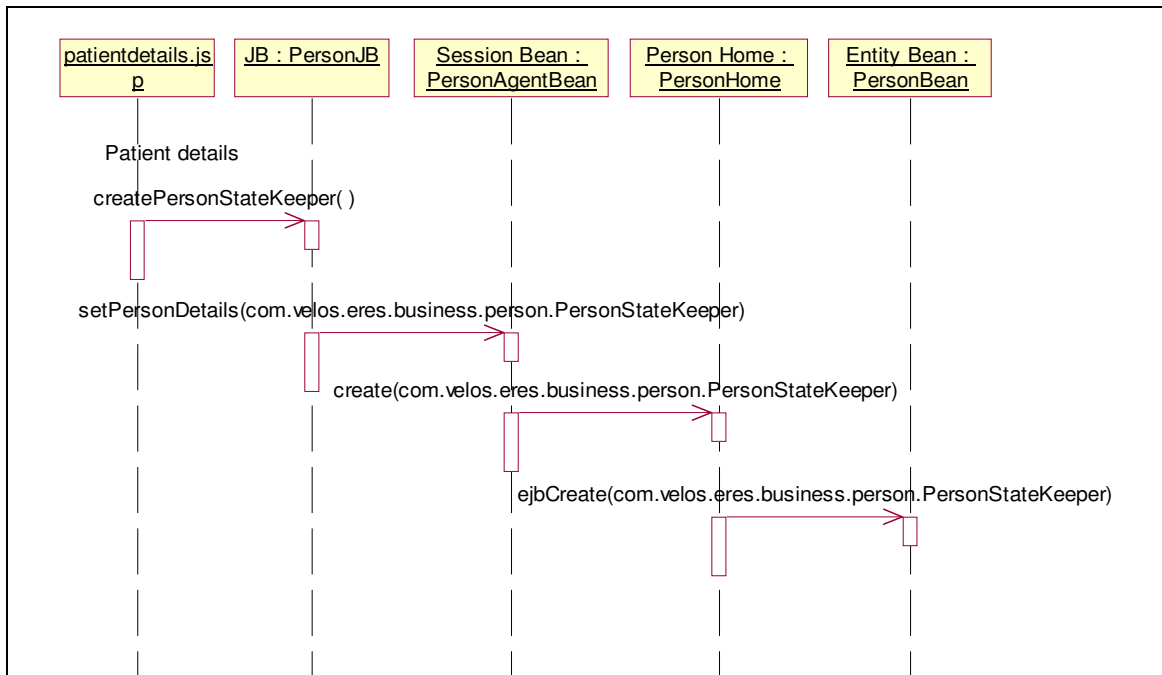 patientdetails.js
p
JB : PersonJB
Session Bean :
PersonAgentBean
Person Home :
PersonHome
Entity Bean :
PersonBean
Patient details
createPersonStateKeeper( )
setPersonDetails(com.velos.eres.business.person.PersonStateKeeper)
create(com.velos.eres.business.person.PersonStateKeeper)
ejbCreate(com.velos.eres.business.person.PersonStateKeeper)